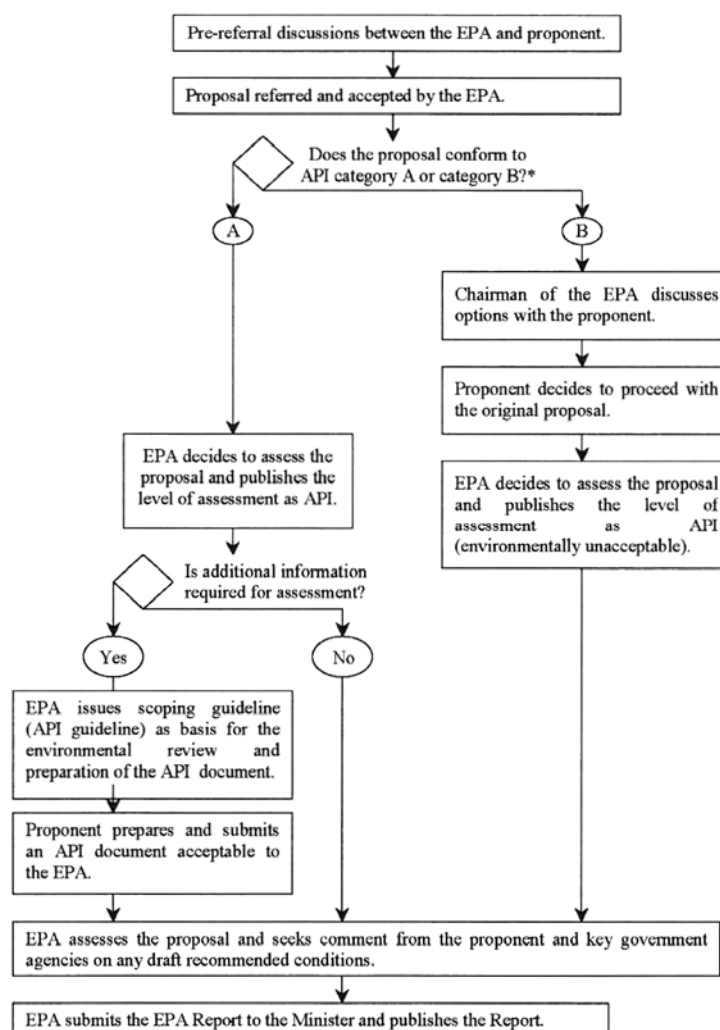 Pre-referral discussions between the EPA and proponent.
Proposal referred and accepted by the EPA.
Does the proposal conform to
API category A or category B?*
A
B
Chairman of the EPA discusses
options with the proponent.
Proponent decides to proceed with
the original proposal.
EPA decides to assess the
proposal and publishes the
level of assessment as API.
EPA decides to assess the proposal
and publishes the level of
assessment as API
(environmentally unacceptable).
Is additional information
required for assessment?
Yes
No
EPA issues scoping guideline
(API guideline) as basis for the
environmental review and
preparation of the API document.
Proponent prepares and submits
an API document acceptable to
the EPA.
EPA assesses the proposal and seeks comment from the proponent and key government
agencies on any draft recommended conditions.
EPA submits the EPA Report to the Minister and publishes the Report.